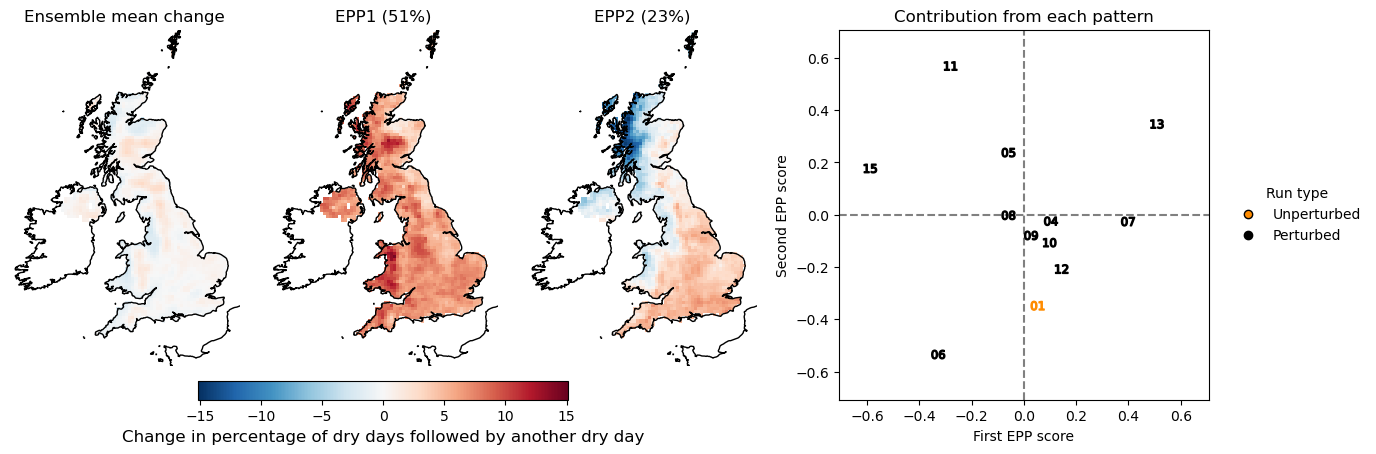 Ensemble mean change
EPP1 (51%)
EPP2 (23%)
−15 −10 −5 0 5 10 15
Change in percentage of dry days followed by another dry day
Contribution from each pattern
Second EPP score
0.6
0.4
0.2
0.0
−0.2
−0.4
−0.6
11
13
05
15
08
04
07
09
10
12
01
06
−0.6 −0.4 −0.2 0.0 0.2 0.4 0.6
First EPP score
Run type
Unperturbed
Perturbed